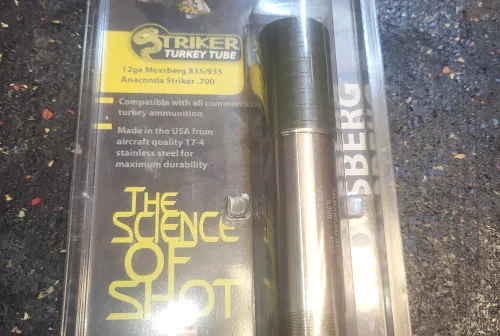 STRIKER
TURKEY TUBE
12ga Mossberg 835/935
Anaconda Striker .700
Compatible with all commercial
turkey ammunition
Made in the USA from
aircraft quality 17-4
stainless steel for
maximum durability
THE
SCIENCE
OF
SHOT
SBERG